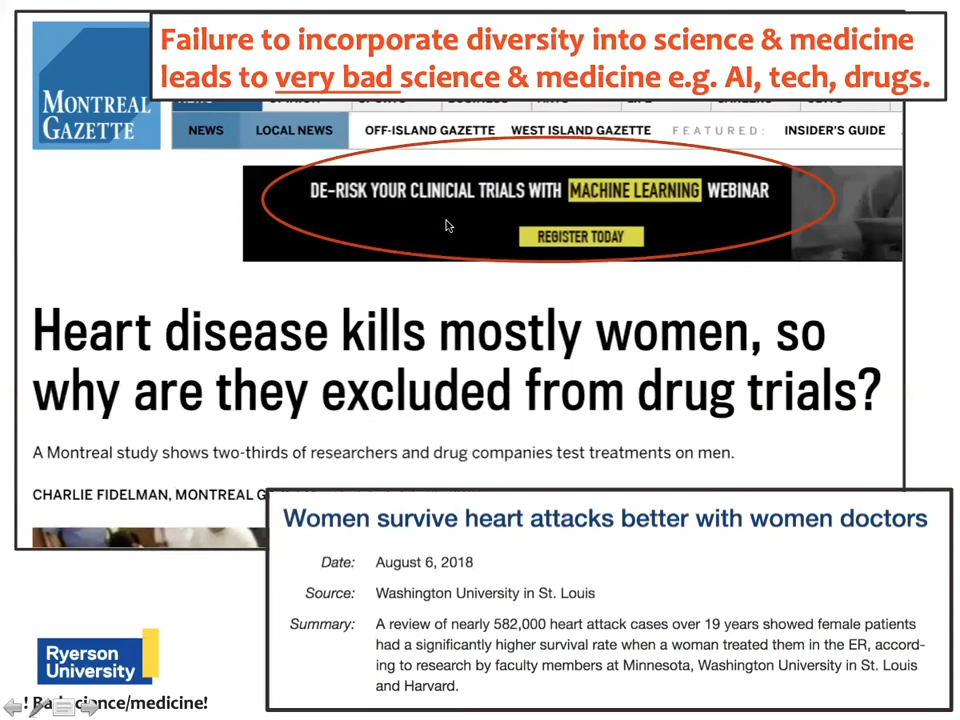 Failure to incorporate diversity into science & medicine
leads to very bad science & medicine e.g. AI, tech, drugs.
MONTREAL
GAZETTE
NEWS LOCAL NEWS OFF-ISLAND GAZETTE WEST ISLAND GAZETTE FEATURED: INSIDER'S GUIDE
DE-RISK YOUR CLINICIAL TRIALS WITH MACHINE LEARNING WEBINAR
REGISTER TODAY
Heart disease kills mostly women, so
why are they excluded from drug trials?
A Montreal study shows two-thirds of researchers and drug companies test treatments on men.
CHARLIE FIDELMAN, MONTREAL
Women survive heart attacks better with women doctors
Date: August 6, 2018
Source: Washington University in St. Louis
Summary: A review of nearly 582,000 heart attack cases over 19 years showed female patients
had a significantly higher survival rate when a woman treated them in the ER, accord-
ing to research by faculty members at Minnesota, Washington University in St. Louis
and Harvard.
Ryerson
University
! Bad science/medicine!